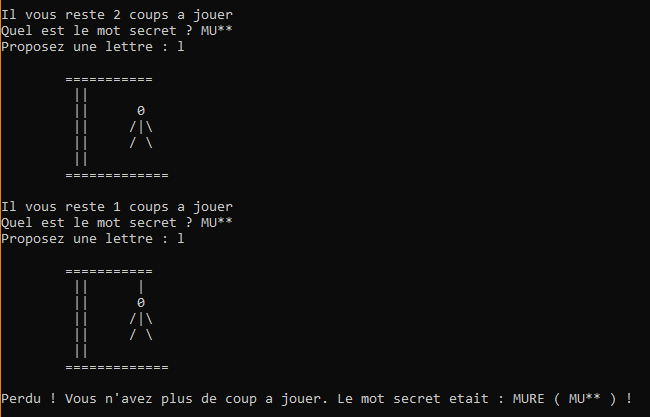 Il vous reste 2 coups a jouer
Quel est le mot secret ? MU**
Proposez une lettre : l
===========
||
|| 0
|| /|\
|| / \
||
=============
Il vous reste 1 coups a jouer
Quel est le mot secret ? MU**
Proposez une lettre : l
===========
|| |
|| 0
|| /|\
|| / \
||
=============
Perdu ! Vous n'avez plus de coup a jouer. Le mot secret etait : MURE ( MU** ) !